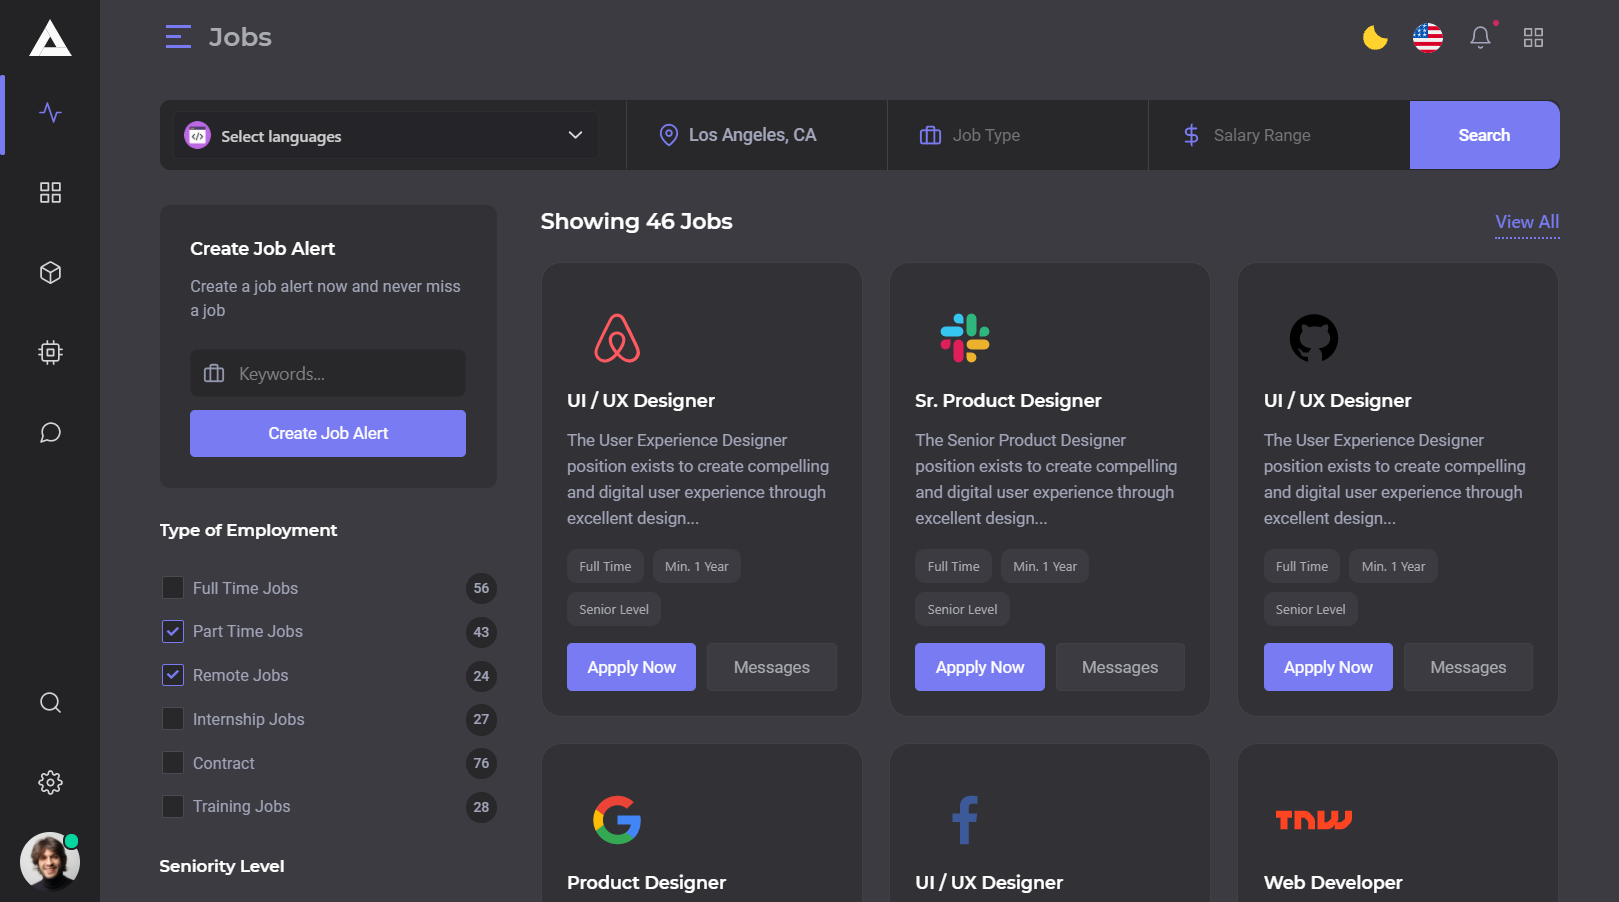 Jobs
Select languages
Los Angeles, CA
Job Type
Salary Range
Search
Create Job Alert
Create a job alert now and never miss
a job
Keywords...
Create Job Alert
Type of Employment
Full Time Jobs 56
Part Time Jobs 43
Remote Jobs 24
Internship Jobs 27
Contract 76
Training Jobs 28
Seniority Level
Showing 46 Jobs
View All
UI / UX Designer
The User Experience Designer
position exists to create compelling
and digital user experience through
excellent design...
Full Time Min. 1 Year
Senior Level
Appply Now Messages
Sr. Product Designer
The Senior Product Designer
position exists to create compelling
and digital user experience through
excellent design...
Full Time Min. 1 Year
Senior Level
Appply Now Messages
UI / UX Designer
The User Experience Designer
position exists to create compelling
and digital user experience through
excellent design...
Full Time Min. 1 Year
Senior Level
Appply Now Messages
Product Designer
UI / UX Designer
TNW
Web Developer